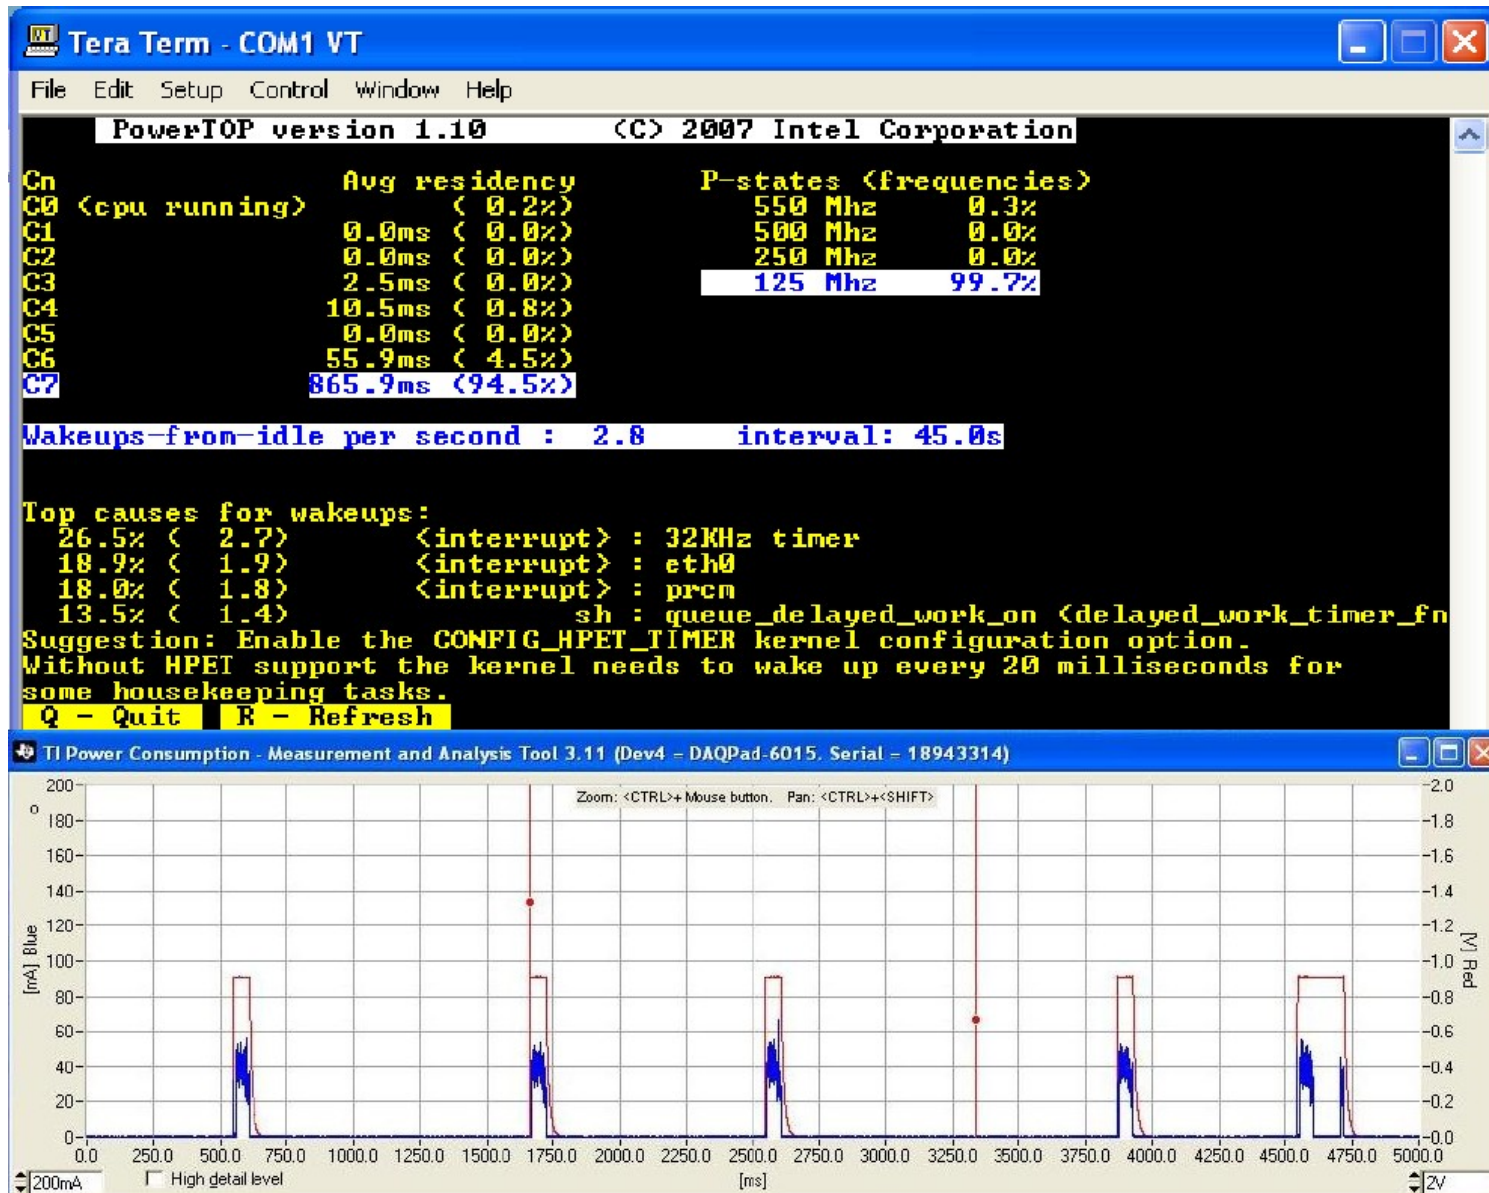 Tera Term - COM1 VT
File Edit Setup Control Window Help
PowerTOP version 1.10 (C) 2007 Intel Corporation
Cn Avg residency P-states (frequencies)
C0 (cpu running) ( 0.2%) 550 Mhz 0.3%
C1 0.0ms ( 0.0%) 500 Mhz 0.0%
C2 0.0ms ( 0.0%) 250 Mhz 0.0%
C3 2.5ms ( 0.0%) 125 Mhz 99.7%
C4 10.5ms ( 0.8%)
C5 0.0ms ( 0.0%)
C6 55.9ms ( 4.5%)
C7 865.9ms (94.5%)
Wakeups-from-idle per second : 2.8 interval: 45.0s
Top causes for wakeups:
26.5% ( 2.7) <interrupt> : 32KHz timer
18.9% ( 1.9) <interrupt> : eth0
18.0% ( 1.8) <interrupt> : prcm
13.5% ( 1.4) sh : queue_delayed_work_on (delayed_work_timer_fn
Suggestion: Enable the CONFIG_HPET_TIMER kernel configuration option.
Without HPET support the kernel needs to wake up every 20 milliseconds for
some housekeeping tasks.
Q - Quit R - Refresh
TI Power Consumption - Measurement and Analysis Tool 3.11 (Dev4 = DAQPad-6015. Serial = 18943314)
Zoom: <CTRL>+ Mouse button. Pan: <CTRL>+<SHIFT>
200 2.0
180 1.8
160 1.6
140 1.4
120 1.2
100 1.0
80 0.8
60 0.6
40 0.4
20 0.2
0 0.0
[mA] Blue
[V] Red
0.0 250.0 500.0 750.0 1000.0 1250.0 1500.0 1750.0 2000.0 2250.0 2500.0 2750.0 3000.0 3250.0 3500.0 3750.0 4000.0 4250.0 4500.0 4750.0 5000.0
200mA High detail level [ms] 2V